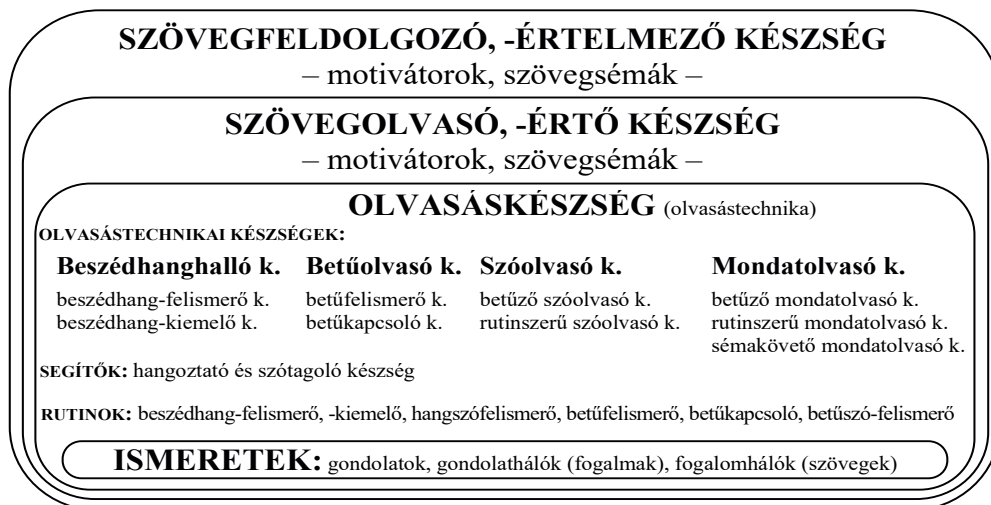 SZÖVEGFELDOLGOZÓ, -ÉRTELMEZŐ KÉSZSÉG
– motivátorok, szövegsémák –
SZÖVEGOLVASÓ, -ÉRTŐ KÉSZSÉG
– motivátorok, szövegsémák –
OLVASÁSKÉSZSÉG (olvasástechnika)
OLVASÁSTECHNIKAI KÉSZSÉGEK:
Beszédhanghalló k. Betűolvasó k. Szóolvasó k. Mondatolvasó k.
beszédhang-felismerő k. betűfelismerő k. betűző szóolvasó k. betűző mondatolvasó k.
beszédhang-kiemelő k. betűkapcsoló k. rutinszerű szóolvasó k. rutinszerű mondatolvasó k.
sémakövető mondatolvasó k.
SEGÍTŐK: hangoztató és szótagoló készség
RUTINOK: beszédhang-felismerő, -kiemelő, hangszófelismerő, betűfelismerő, betűkapcsoló, betűszó-felismerő
ISMERETEK: gondolatok, gondolathálók (fogalmak), fogalomhálók (szövegek)